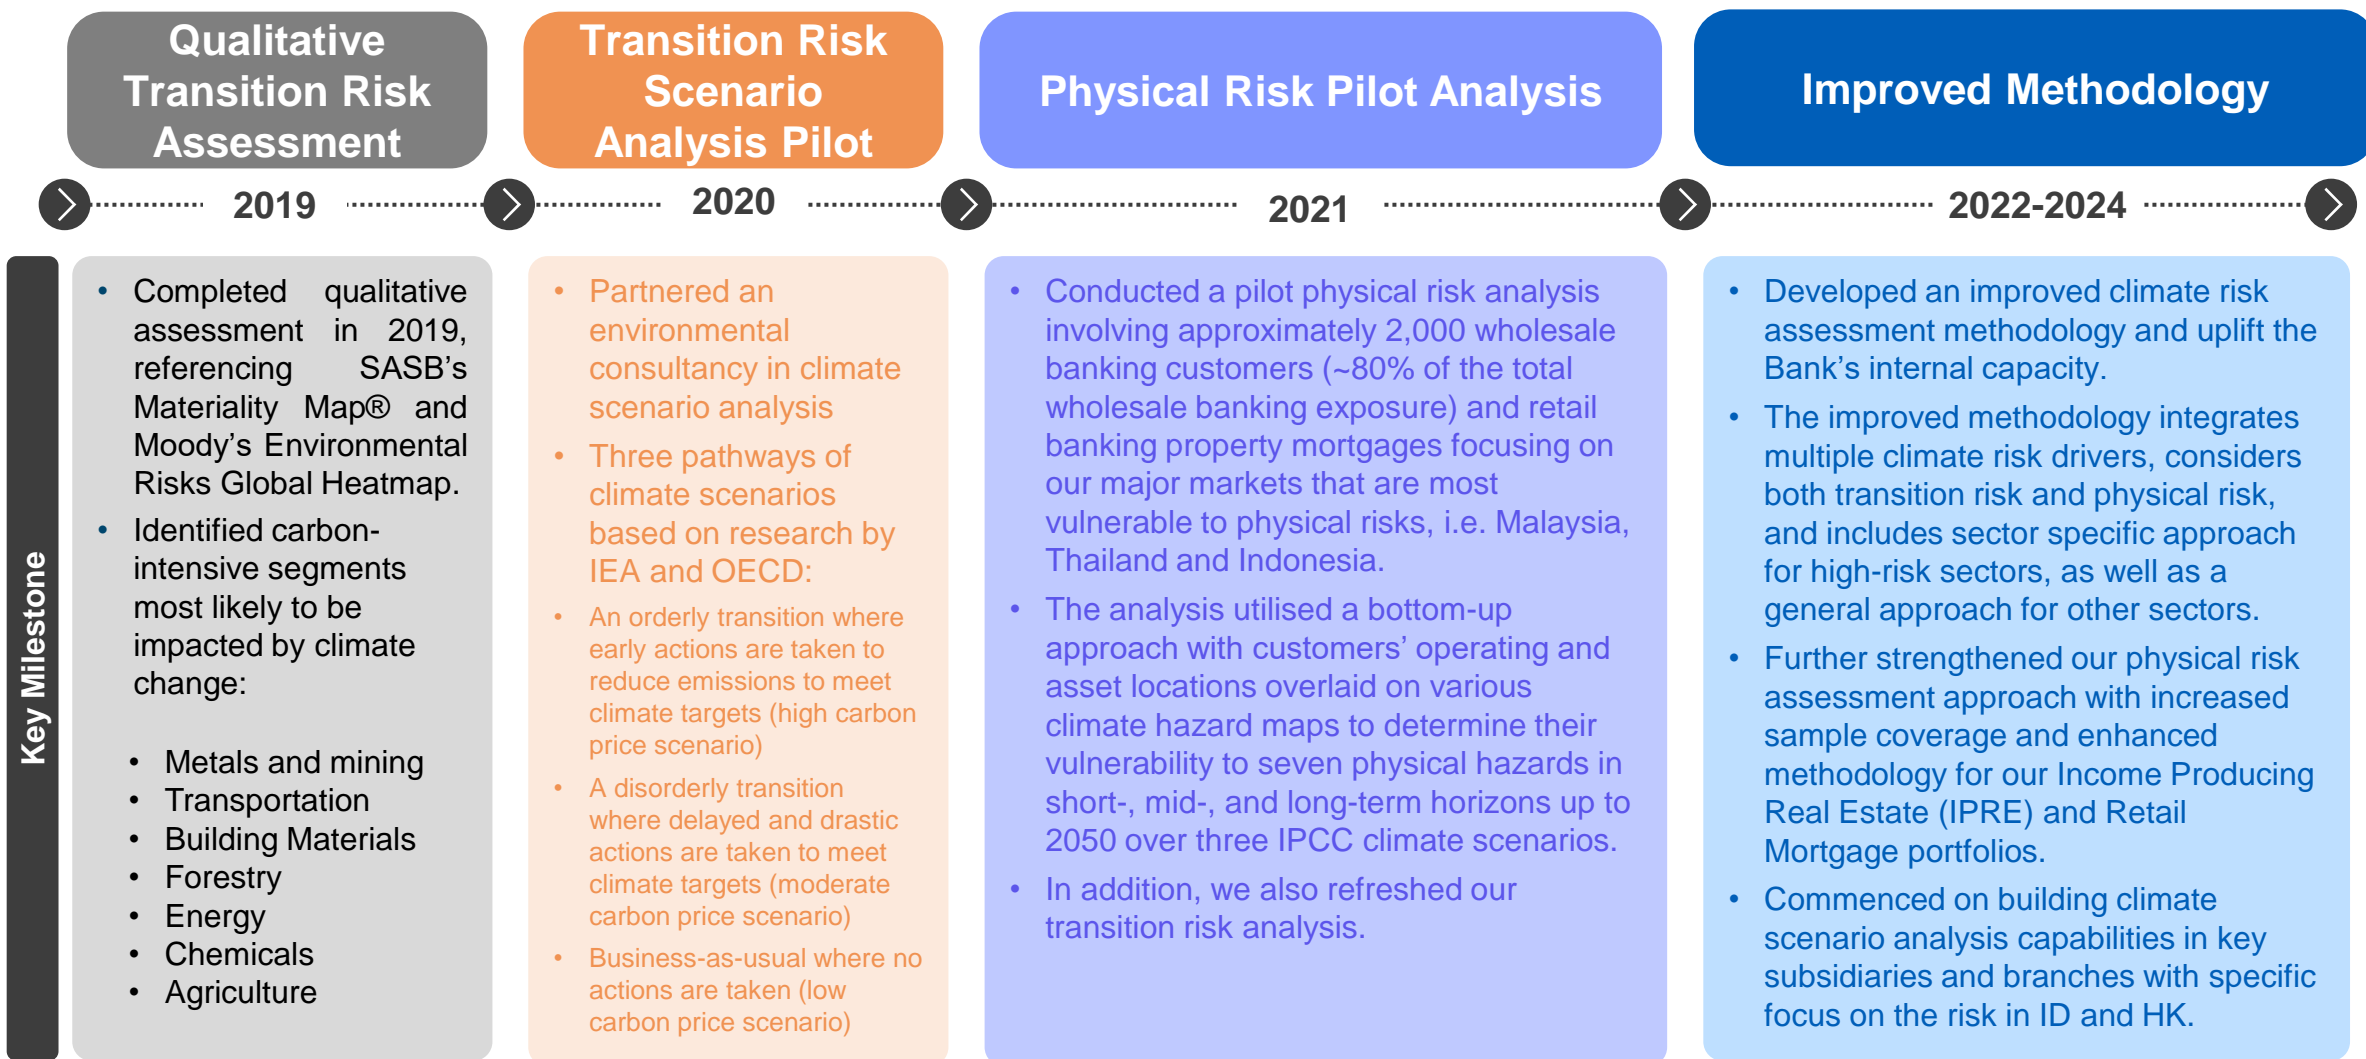 Qualitative
Transition Risk
Assessment
Transition Risk
Scenario
Analysis Pilot
Physical Risk Pilot Analysis
Improved Methodology
2019
2020
2021
2022-2024
Key Milestone
• Completed qualitative
assessment in 2019,
referencing SASB’s
Materiality Map® and
Moody’s Environmental
Risks Global Heatmap.
• Identified carbon-
intensive segments
most likely to be
impacted by climate
change:
• Metals and mining
• Transportation
• Building Materials
• Forestry
• Energy
• Chemicals
• Agriculture
• Partnered an
environmental
consultancy in climate
scenario analysis
• Three pathways of
climate scenarios
based on research by
IEA and OECD:
• An orderly transition where
early actions are taken to
reduce emissions to meet
climate targets (high carbon
price scenario)
• A disorderly transition
where delayed and drastic
actions are taken to meet
climate targets (moderate
carbon price scenario)
• Business-as-usual where no
actions are taken (low
carbon price scenario)
• Conducted a pilot physical risk analysis
involving approximately 2,000 wholesale
banking customers (~80% of the total
wholesale banking exposure) and retail
banking property mortgages focusing on
our major markets that are most
vulnerable to physical risks, i.e. Malaysia,
Thailand and Indonesia.
• The analysis utilised a bottom-up
approach with customers’ operating and
asset locations overlaid on various
climate hazard maps to determine their
vulnerability to seven physical hazards in
short-, mid-, and long-term horizons up to
2050 over three IPCC climate scenarios.
• In addition, we also refreshed our
transition risk analysis.
• Developed an improved climate risk
assessment methodology and uplift the
Bank’s internal capacity.
• The improved methodology integrates
multiple climate risk drivers, considers
both transition risk and physical risk,
and includes sector specific approach
for high-risk sectors, as well as a
general approach for other sectors.
• Further strengthened our physical risk
assessment approach with increased
sample coverage and enhanced
methodology for our Income Producing
Real Estate (IPRE) and Retail
Mortgage portfolios.
• Commenced on building climate
scenario analysis capabilities in key
subsidiaries and branches with specific
focus on the risk in ID and HK.